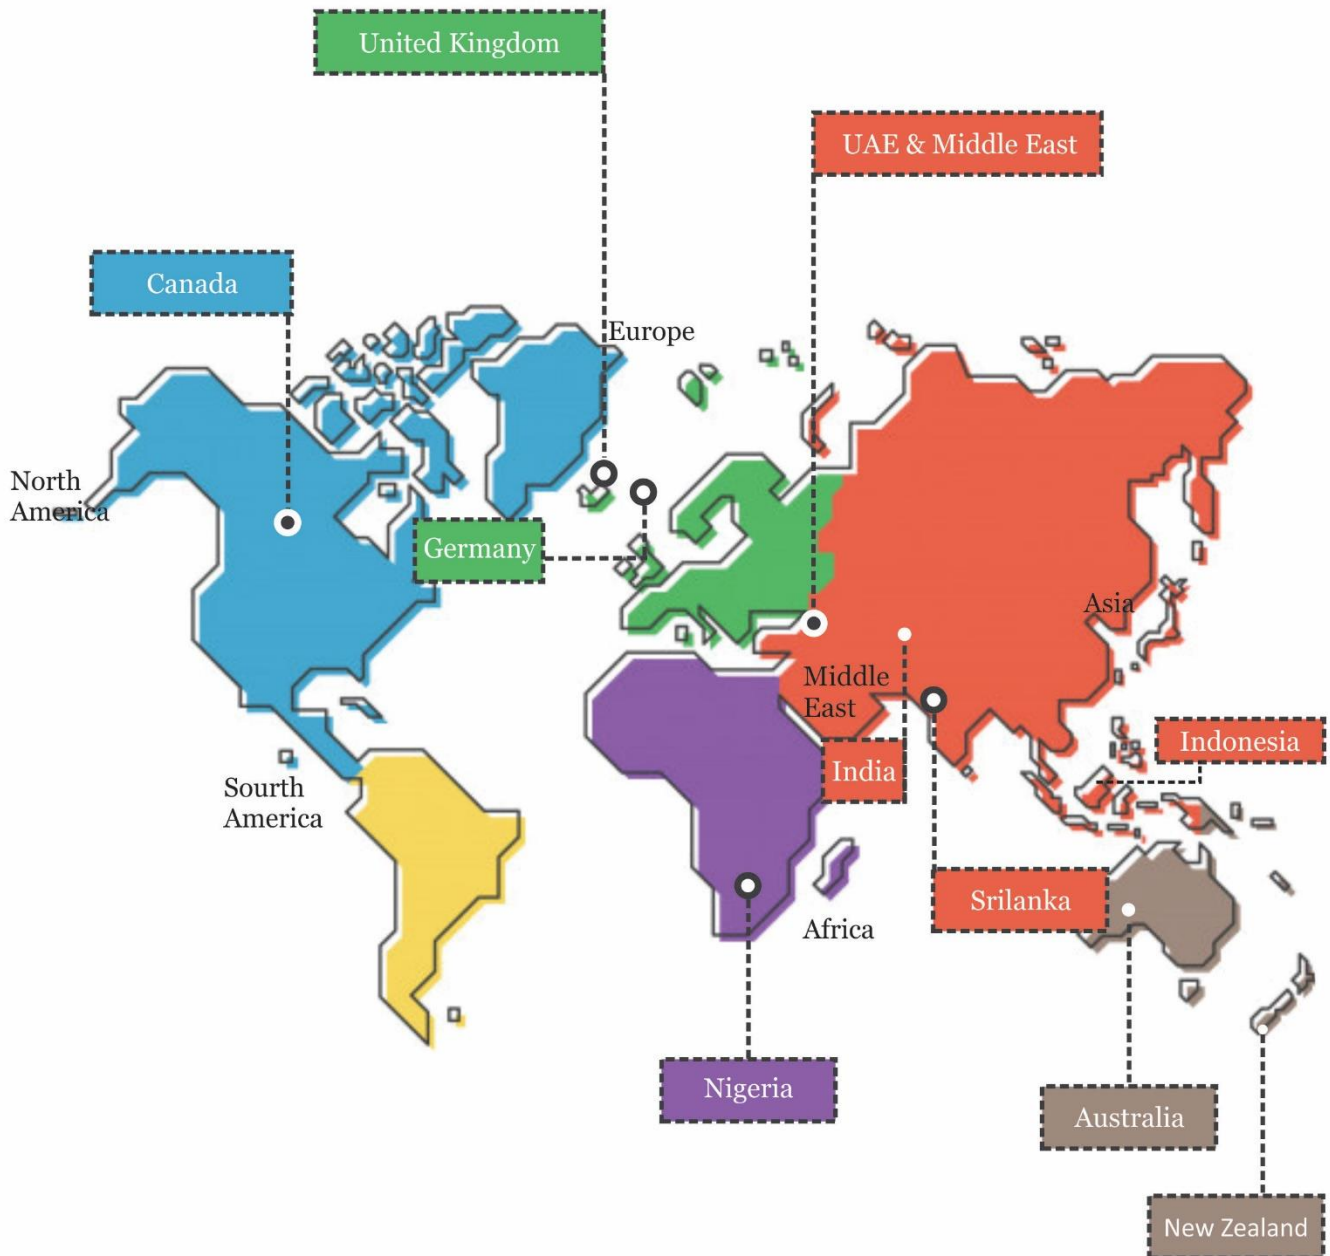 United Kingdom
UAE & Middle East
Canada
Europe
North
America
Germany
Asia
Middle
East
Indonesia
India
Sourth
America
Srilanka
Africa
Nigeria
Australia
New Zealand